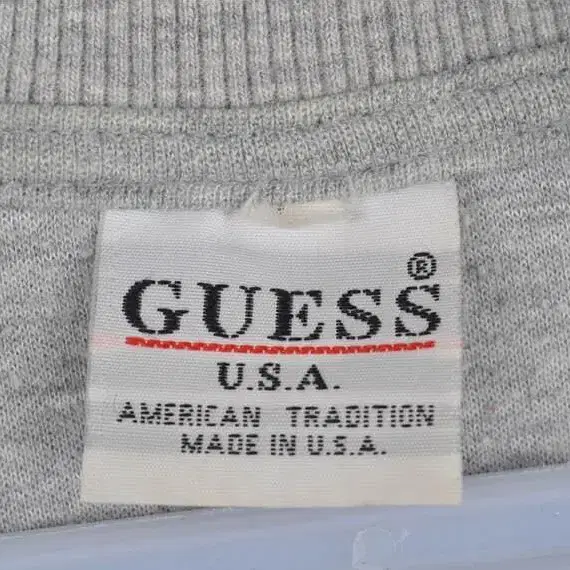 GUESS®
U.S.A.
AMERICAN TRADITION
MADE IN U.S.A.